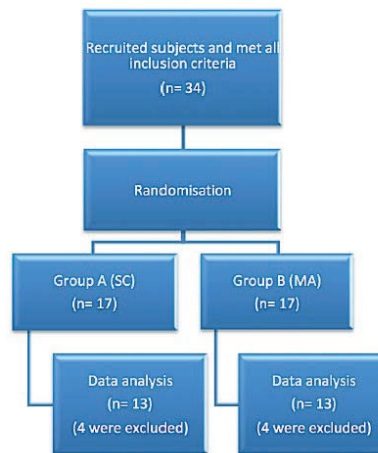 Recruited subjects and met all
inclusion criteria
(n= 34)
Randomisation
Group A (SC)
(n= 17)
Group B (MA)
(n= 17)
Data analysis
(n= 13)
(4 were excluded)
Data analysis
(n= 13)
(4 were excluded)